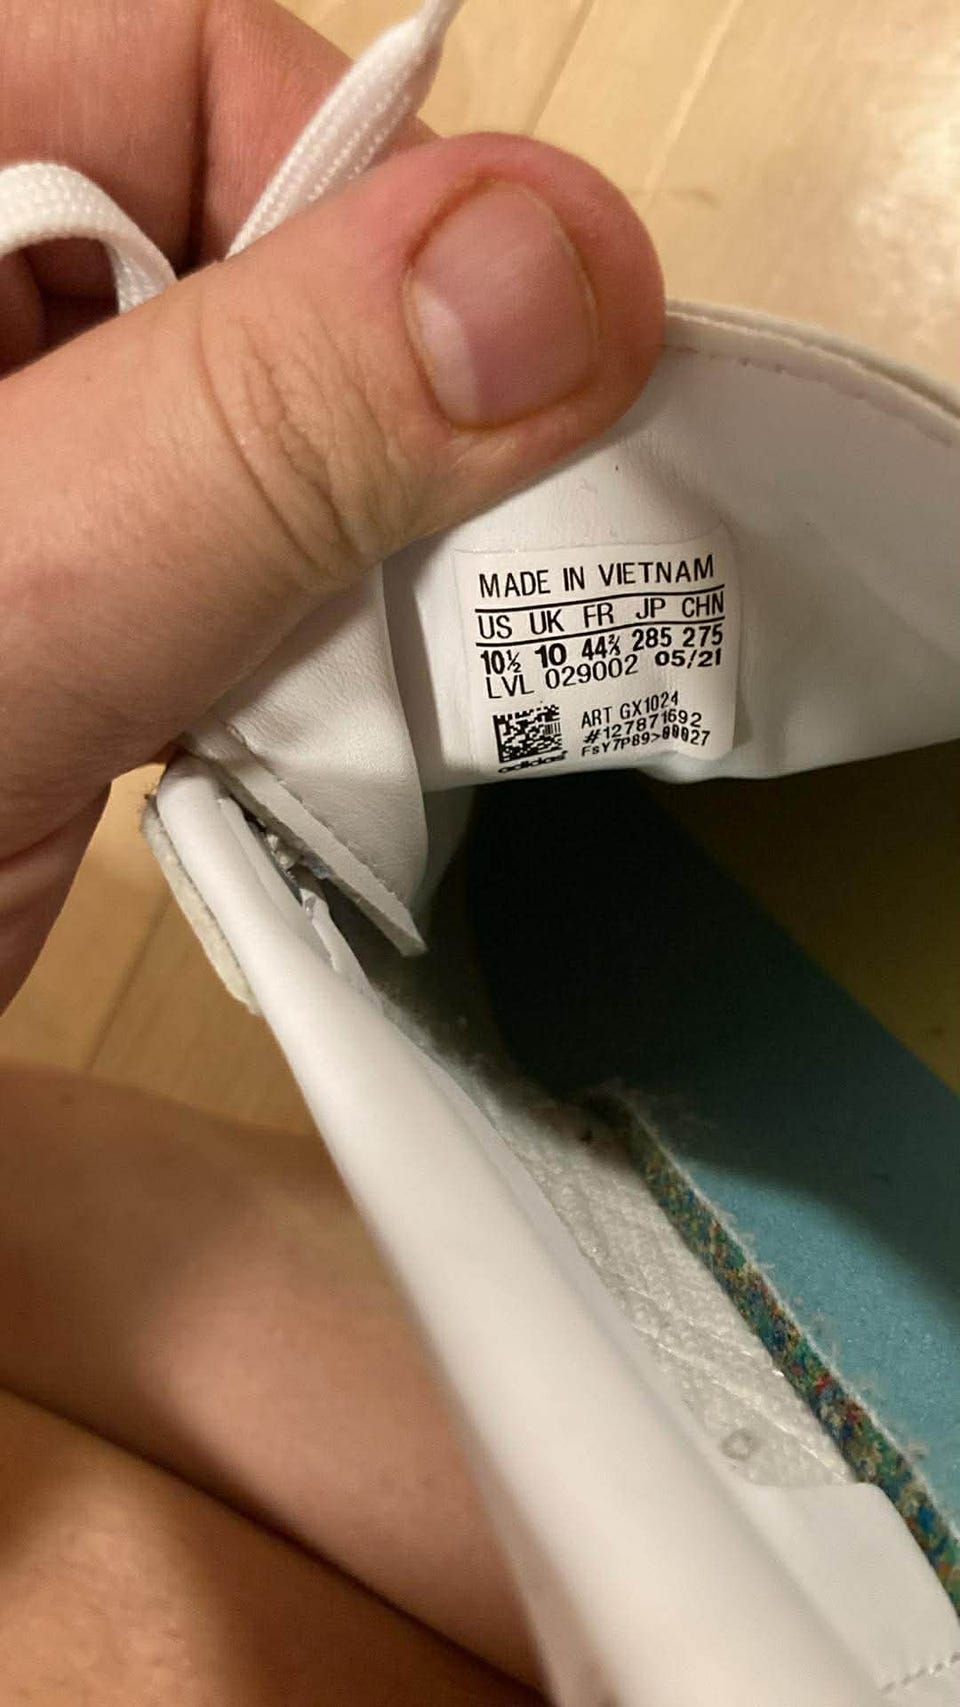 MADE IN VIETNAM
US UK FR JP CHN
10½ 10 44⅔ 285 275
LVL 029002 05/21
ART GX1024
#127871692
FsY7P89>00027
adidas